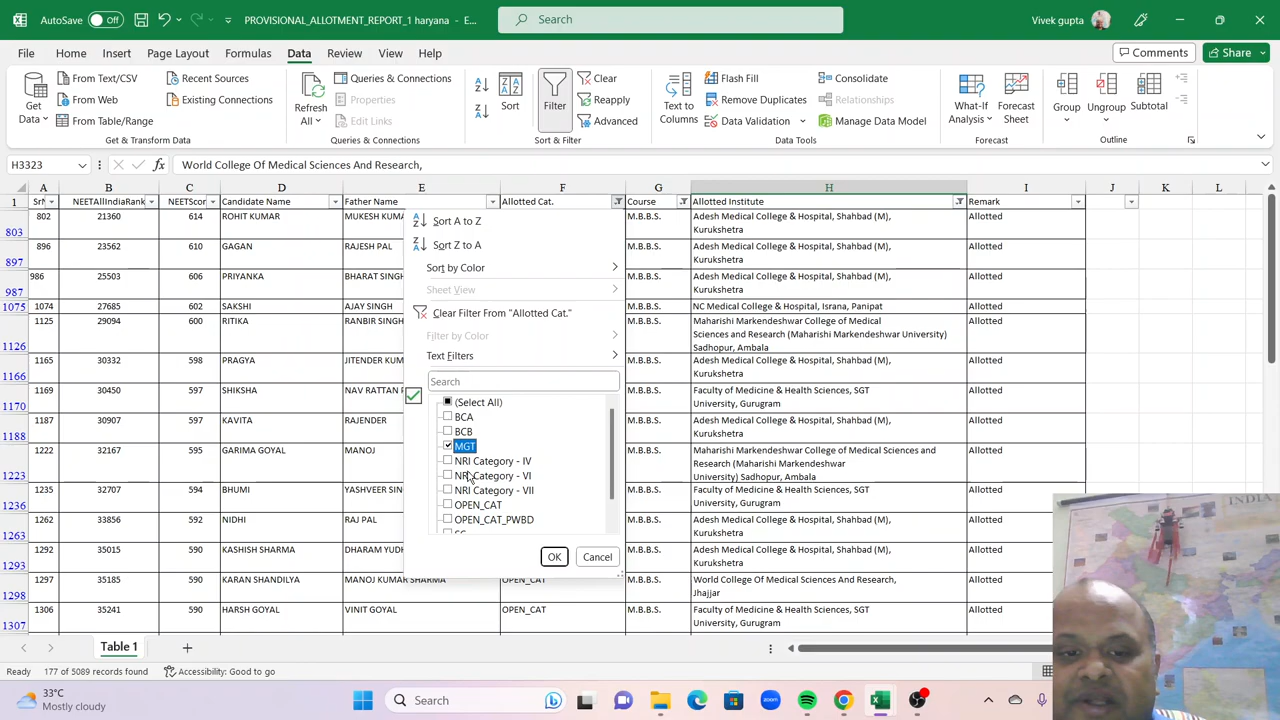 AutoSave Off PROVISIONAL_ALLOTMENT_REPORT_1 haryana - E... Search Vivek gupta
File Home Insert Page Layout Formulas Data Review View Help Comments Share
Get Data
From Text/CSV
From Web
From Table/Range
Recent Sources
Existing Connections
Get & Transform Data
Refresh All
Queries & Connections
Properties
Edit Links
Queries & Connections
Sort
Filter
Clear
Reapply
Advanced
Sort & Filter
Text to Columns
Flash Fill
Remove Duplicates
Data Validation
Consolidate
Relationships
Manage Data Model
Data Tools
What-If Analysis
Forecast Sheet
Forecast
Group
Ungroup
Subtotal
Outline
H3323 fx World College Of Medical Sciences And Research,
A B C D E F G H I J K L
1 SrN NEETAllIndiaRank NEETScor Candidate Name Father Name Allotted Cat. Course Allotted Institute Remark
803 802 21360 614 ROHIT KUMAR MUKESH KUMA M.B.B.S. Adesh Medical College & Hospital, Shahbad (M), Allotted
Kurukshetra
897 896 23562 610 GAGAN RAJESH PAL M.B.B.S. Adesh Medical College & Hospital, Shahbad (M), Allotted
Kurukshetra
987 986 25503 606 PRIYANKA BHARAT SINGH M.B.B.S. Adesh Medical College & Hospital, Shahbad (M), Allotted
Kurukshetra
1075 1074 27685 602 SAKSHI AJAY SINGH M.B.B.S. NC Medical College & Hospital, Israna, Panipat Allotted
1126 1125 29094 600 RITIKA RANBIR SINGH M.B.B.S. Maharishi Markendeshwar College of Medical Allotted
Sciences and Research (Maharishi Markendeshwar University)
Sadhopur, Ambala
1166 1165 30332 598 PRAGYA JITENDER KUM M.B.B.S. Adesh Medical College & Hospital, Shahbad (M), Allotted
Kurukshetra
1170 1169 30450 597 SHIKSHA NAV RATTAN P M.B.B.S. Faculty of Medicine & Health Sciences, SGT Allotted
University, Gurugram
1188 1187 30907 597 KAVITA RAJENDER M.B.B.S. Adesh Medical College & Hospital, Shahbad (M), Allotted
Kurukshetra
1223 1222 32167 595 GARIMA GOYAL MANOJ M.B.B.S. Maharishi Markendeshwar College of Medical Sciences and Allotted
Research (Maharishi Markendeshwar
University) Sadhopur, Ambala
1236 1235 32707 594 BHUMI YASHVEER SIN M.B.B.S. Faculty of Medicine & Health Sciences, SGT Allotted
University, Gurugram
1263 1262 33856 592 NIDHI RAJ PAL M.B.B.S. Adesh Medical College & Hospital, Shahbad (M), Allotted
Kurukshetra
1293 1292 35015 590 KASHISH SHARMA DHARAM YUDH M.B.B.S. Adesh Medical College & Hospital, Shahbad (M), Allotted
Kurukshetra
1298 1297 35185 590 KARAN SHANDILYA MANOJ KUMAR SHARMA OPEN_CAT M.B.B.S. World College Of Medical Sciences And Research, Allotted
Jhajjar
1307 1306 35241 590 HARSH GOYAL VINIT GOYAL OPEN_CAT M.B.B.S. Faculty of Medicine & Health Sciences, SGT Allotted
University, Gurugram
Sort A to Z
Sort Z to A
Sort by Color
Sheet View
Clear Filter From "Allotted Cat."
Filter by Color
Text Filters
Search
(Select All)
BCA
BCB
MGT
NRI Category - IV
NRI Category - VI
NRI Category - VII
OPEN_CAT
OPEN_CAT_PWBD
OK Cancel
INDIA
Table 1
Ready 177 of 5089 records found Accessibility: Good to go
33°C
Mostly cloudy
Search
zoom